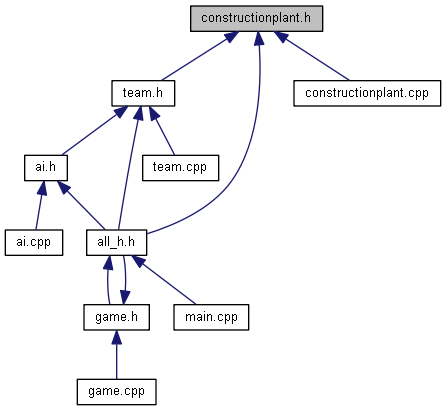 constructionplant.h
team.h
constructionplant.cpp
ai.h
team.cpp
ai.cpp
all_h.h
game.h
main.cpp
game.cpp